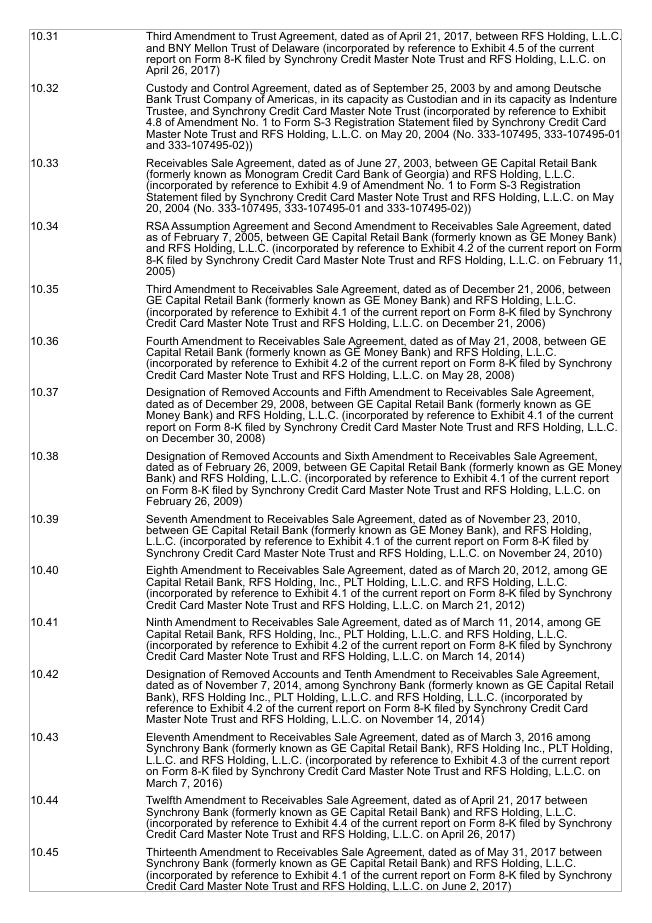 10.31 Third Amendment to Trust Agreement, dated as of April 21, 2017, between RFS Holding, L.L.C.
and BNY Mellon Trust of Delaware (incorporated by reference to Exhibit 4.5 of the current
report on Form 8-K filed by Synchrony Credit Card Master Note Trust and RFS Holding, L.L.C. on
April 26, 2017)
10.32 Custody and Control Agreement, dated as of September 25, 2003 by and among Deutsche
Bank Trust Company of Americas, in its capacity as Custodian and in its capacity as Indenture
Trustee, and Synchrony Credit Card Master Note Trust (incorporated by reference to Exhibit
4.8 of Amendment No. 1 to Form S-3 Registration Statement filed by Synchrony Credit Card
Master Note Trust and RFS Holding, L.L.C. on May 20, 2004 (No. 333-107495, 333-107495-01
and 333-107495-02))
10.33 Receivables Sale Agreement, dated as of June 27, 2003, between GE Capital Retail Bank
(formerly known as Monogram Credit Card Bank of Georgia) and RFS Holding, L.L.C.
(incorporated by reference to Exhibit 4.9 of Amendment No. 1 to Form S-3 Registration
Statement filed by Synchrony Credit Card Master Note Trust and RFS Holding, L.L.C. on May
20, 2004 (No. 333-107495, 333-107495-01 and 333-107495-02))
10.34 RSA Assumption Agreement and Second Amendment to Receivables Sale Agreement, dated
as of February 7, 2005, between GE Capital Retail Bank (formerly known as GE Money Bank)
and RFS Holding, L.L.C. (incorporated by reference to Exhibit 4.2 of the current report on Form
8-K filed by Synchrony Credit Card Master Note Trust and RFS Holding, L.L.C. on February 11,
2005)
10.35 Third Amendment to Receivables Sale Agreement, dated as of December 21, 2006, between
GE Capital Retail Bank (formerly known as GE Money Bank) and RFS Holding, L.L.C.
(incorporated by reference to Exhibit 4.1 of the current report on Form 8-K filed by Synchrony
Credit Card Master Note Trust and RFS Holding, L.L.C. on December 21, 2006)
10.36 Fourth Amendment to Receivables Sale Agreement, dated as of May 21, 2008, between GE
Capital Retail Bank (formerly known as GE Money Bank) and RFS Holding, L.L.C.
(incorporated by reference to Exhibit 4.2 of the current report on Form 8-K filed by Synchrony
Credit Card Master Note Trust and RFS Holding, L.L.C. on May 28, 2008)
10.37 Designation of Removed Accounts and Fifth Amendment to Receivables Sale Agreement,
dated as of December 29, 2008, between GE Capital Retail Bank (formerly known as GE
Money Bank) and RFS Holding, L.L.C. (incorporated by reference to Exhibit 4.1 of the current
report on Form 8-K filed by Synchrony Credit Card Master Note Trust and RFS Holding, L.L.C.
on December 30, 2008)
10.38 Designation of Removed Accounts and Sixth Amendment to Receivables Sale Agreement,
dated as of February 26, 2009, between GE Capital Retail Bank (formerly known as GE Money
Bank) and RFS Holding, L.L.C. (incorporated by reference to Exhibit 4.1 of the current report
on Form 8-K filed by Synchrony Credit Card Master Note Trust and RFS Holding, L.L.C. on
February 26, 2009)
10.39 Seventh Amendment to Receivables Sale Agreement, dated as of November 23, 2010,
between GE Capital Retail Bank (formerly known as GE Money Bank), and RFS Holding,
L.L.C. (incorporated by reference to Exhibit 4.1 of the current report on Form 8-K filed by
Synchrony Credit Card Master Note Trust and RFS Holding, L.L.C. on November 24, 2010)
10.40 Eighth Amendment to Receivables Sale Agreement, dated as of March 20, 2012, among GE
Capital Retail Bank, RFS Holding, Inc., PLT Holding, L.L.C. and RFS Holding, L.L.C.
(incorporated by reference to Exhibit 4.1 of the current report on Form 8-K filed by Synchrony
Credit Card Master Note Trust and RFS Holding, L.L.C. on March 21, 2012)
10.41 Ninth Amendment to Receivables Sale Agreement, dated as of March 11, 2014, among GE
Capital Retail Bank, RFS Holding, Inc., PLT Holding, L.L.C. and RFS Holding, L.L.C.
(incorporated by reference to Exhibit 4.2 of the current report on Form 8-K filed by Synchrony
Credit Card Master Note Trust and RFS Holding, L.L.C. on March 14, 2014)
10.42 Designation of Removed Accounts and Tenth Amendment to Receivables Sale Agreement,
dated as of November 7, 2014, among Synchrony Bank (formerly known as GE Capital Retail
Bank), RFS Holding Inc., PLT Holding, L.L.C. and RFS Holding, L.L.C. (incorporated by
reference to Exhibit 4.2 of the current report on Form 8-K filed by Synchrony Credit Card
Master Note Trust and RFS Holding, L.L.C. on November 14, 2014)
10.43 Eleventh Amendment to Receivables Sale Agreement, dated as of March 3, 2016 among
Synchrony Bank (formerly known as GE Capital Retail Bank), RFS Holding Inc., PLT Holding,
L.L.C. and RFS Holding, L.L.C. (incorporated by reference to Exhibit 4.3 of the current report
on Form 8-K filed by Synchrony Credit Card Master Note Trust and RFS Holding, L.L.C. on
March 7, 2016)
10.44 Twelfth Amendment to Receivables Sale Agreement, dated as of April 21, 2017 between
Synchrony Bank (formerly known as GE Capital Retail Bank) and RFS Holding, L.L.C.
(incorporated by reference to Exhibit 4.4 of the current report on Form 8-K filed by Synchrony
Credit Card Master Note Trust and RFS Holding, L.L.C. on April 26, 2017)
10.45 Thirteenth Amendment to Receivables Sale Agreement, dated as of May 31, 2017 between
Synchrony Bank (formerly known as GE Capital Retail Bank) and RFS Holding, L.L.C.
(incorporated by reference to Exhibit 4.1 of the current report on Form 8-K filed by Synchrony
Credit Card Master Note Trust and RFS Holding, L.L.C. on June 2, 2017)